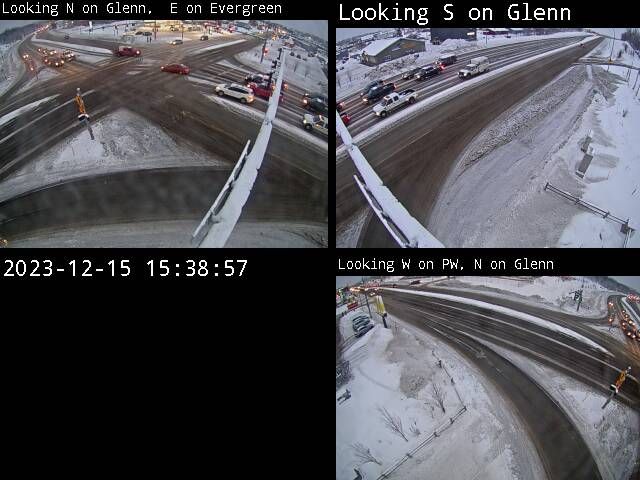 Looking N on Glenn,  E on Evergreen
Looking S on Glenn
2023-12-15 15:38:57
Looking W on PW, N on Glenn